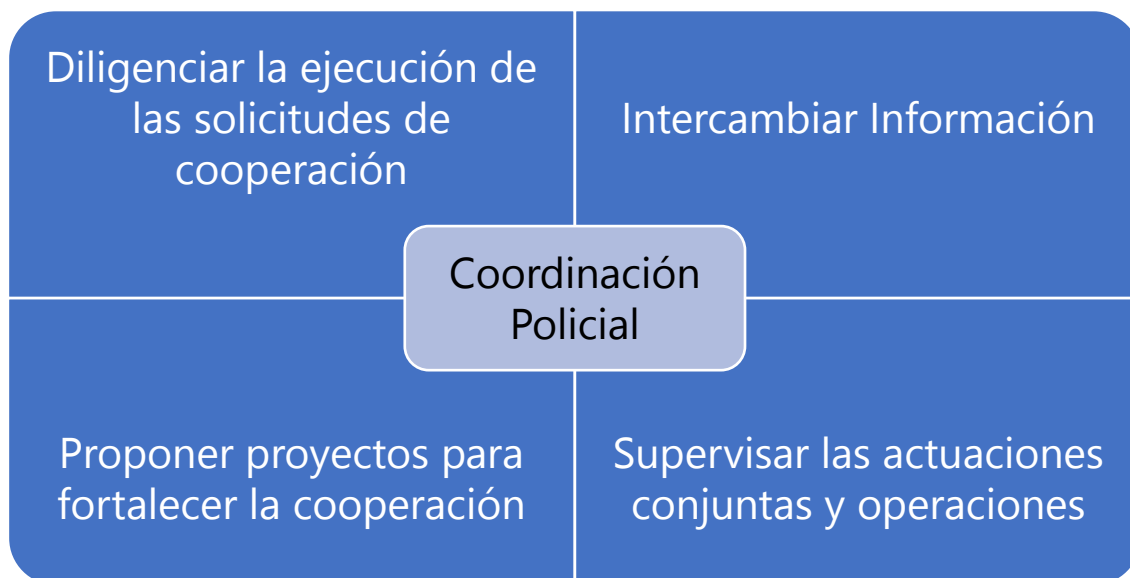 Diligenciar la ejecución de
las solicitudes de
cooperación
Intercambiar Información
Coordinación
Policial
Proponer proyectos para
fortalecer la cooperación
Supervisar las actuaciones
conjuntas y operaciones